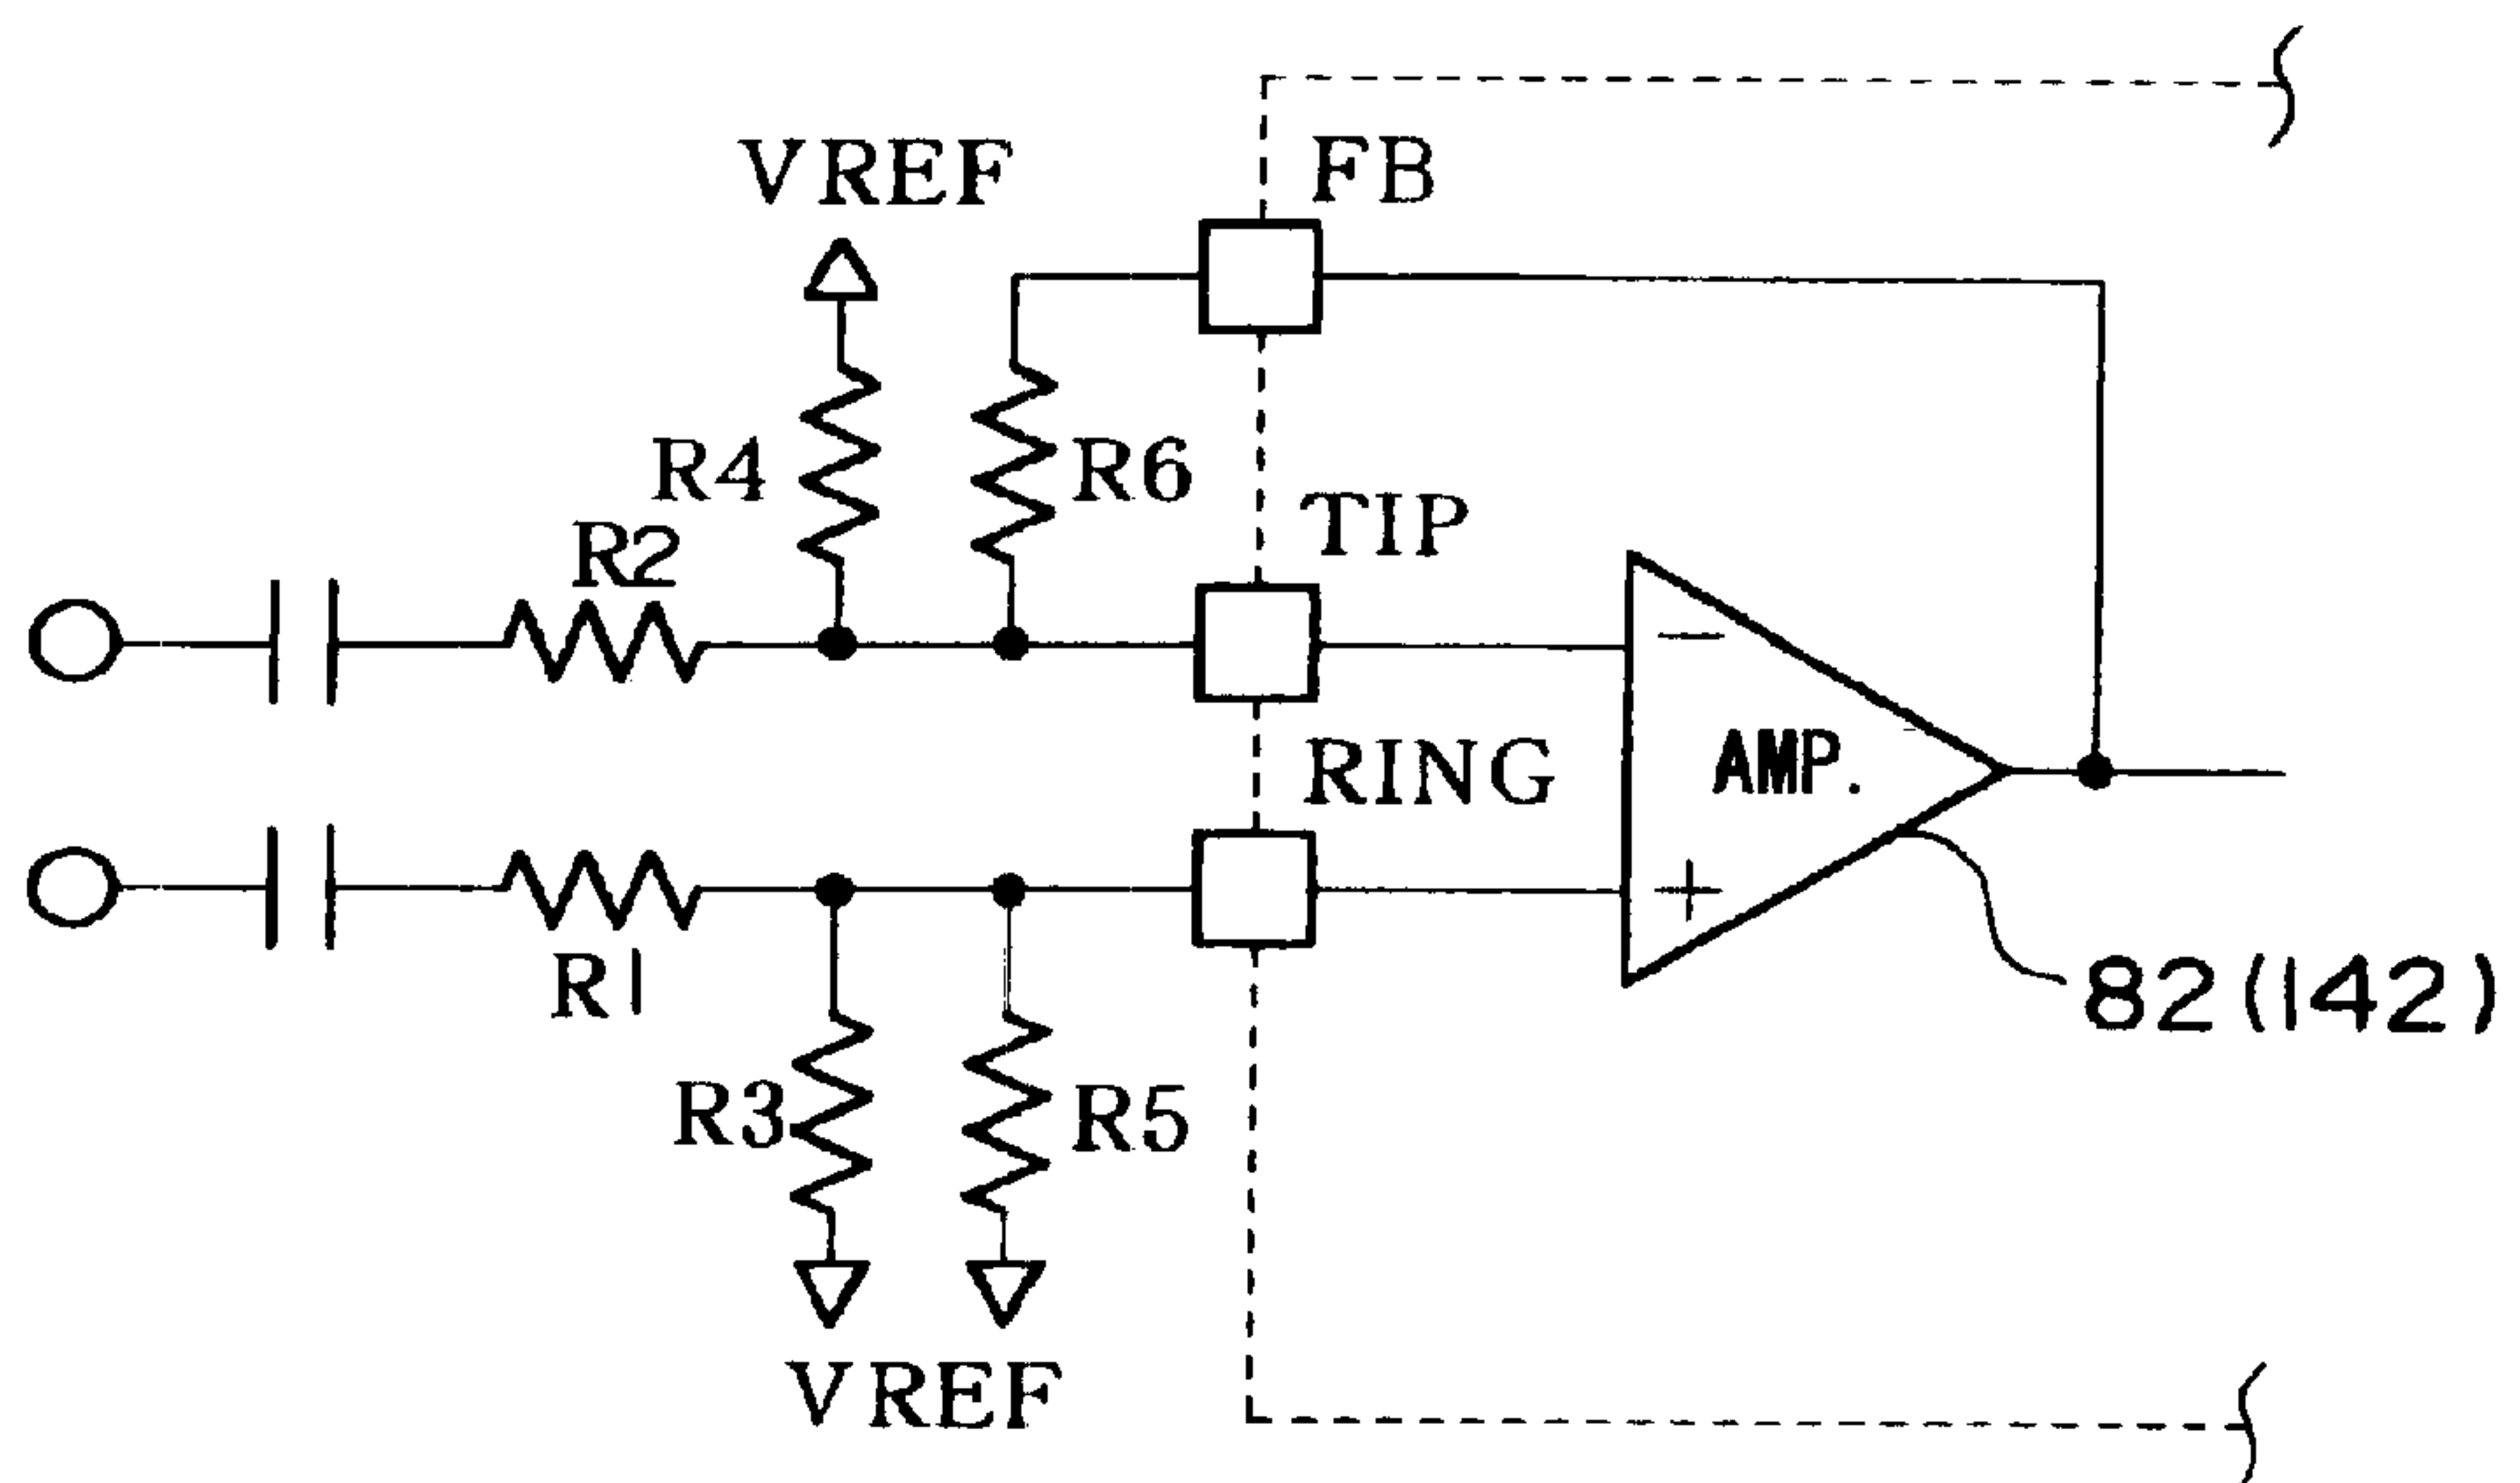 VREF
FB
R4
R6
R2
TIP
RING
AMP.
R1
82(142)
R3
R5
VREF